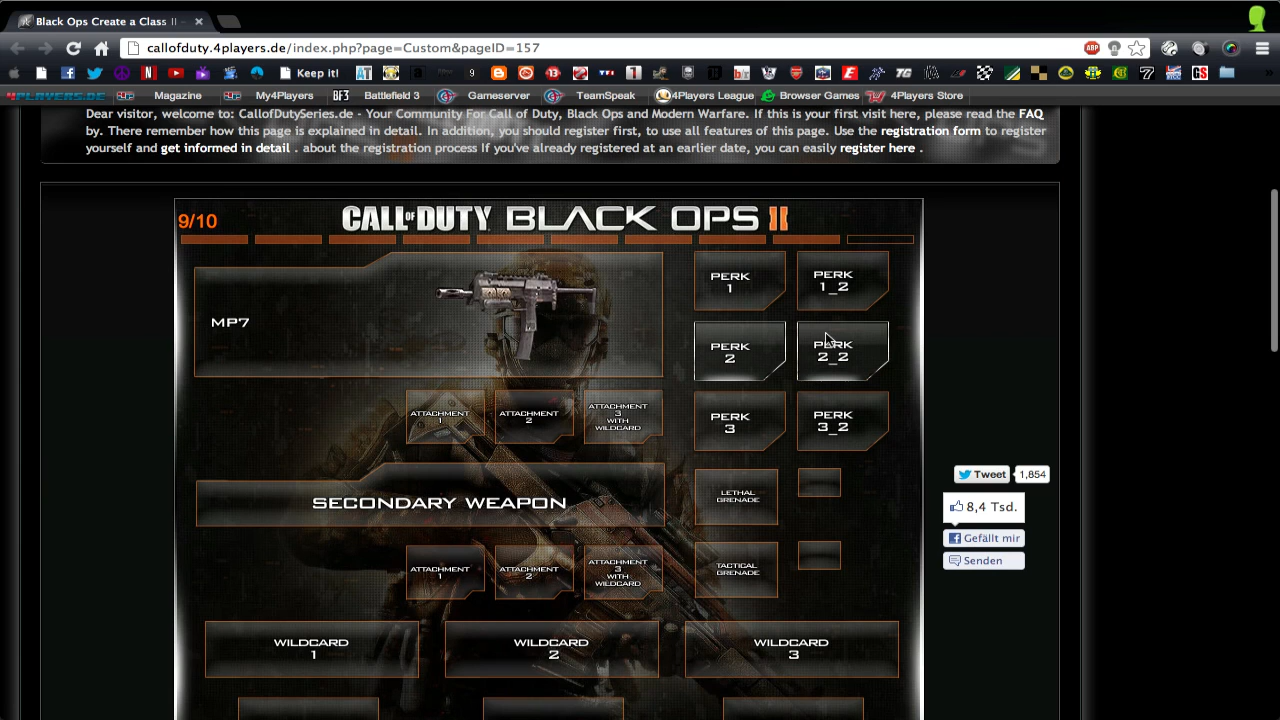 Black Ops Create a Class II –
callofduty.4players.de/index.php?page=Custom&pageID=157
ABP
Keep it!
4PLAYERS.DE Magazine My4Players BF3 Battlefield 3 Gameserver TeamSpeak 4Players League Browser Games 4Players Store
Dear visitor, welcome to: CallofDutySeries.de - Your Community For Call of Duty, Black Ops and Modern Warfare. If this is your first visit here, please read the FAQ
by. There remember how this page is explained in detail. In addition, you should register first, to use all features of this page. Use the registration form to register
yourself and get informed in detail . about the registration process If you've already registered at an earlier date, you can easily register here .
9/10
CALL OF DUTY BLACK OPS II
MP7
PERK
1
PERK
1_2
PERK
2
PERK
2_2
ATTACHMENT
1
ATTACHMENT
2
ATTACHMENT
3
WITH
WILDCARD
PERK
3
PERK
3_2
SECONDARY WEAPON
LETHAL
GRENADE
ATTACHMENT
1
ATTACHMENT
2
ATTACHMENT
3
WITH
WILDCARD
TACTICAL
GRENADE
WILDCARD
1
WILDCARD
2
WILDCARD
3
Tweet 1,854
8,4 Tsd.
Gefällt mir
Senden